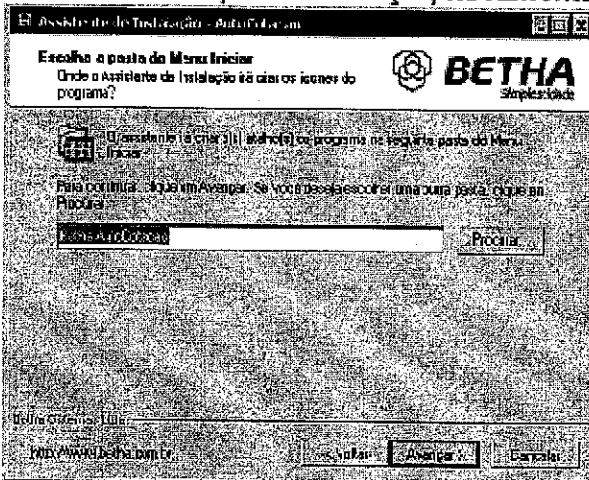 Assistente de Instalação - AutoCotacao
Escolha a pasta do Menu Iniciar
Onde o Assistente de Instalação irá criar os ícones do
programa?
BETHA
Simplescidade
O assistente irá criar o(s) atalho(s) do programa na seguinte pasta do Menu
Iniciar.
Para continuar, clique em Avançar. Se você deseja escolher uma outra pasta, clique em
Procurar.
Procurar...
Betha Sistemas Ltda
http://www.betha.com.br
< Voltar
Avançar >
Cancelar